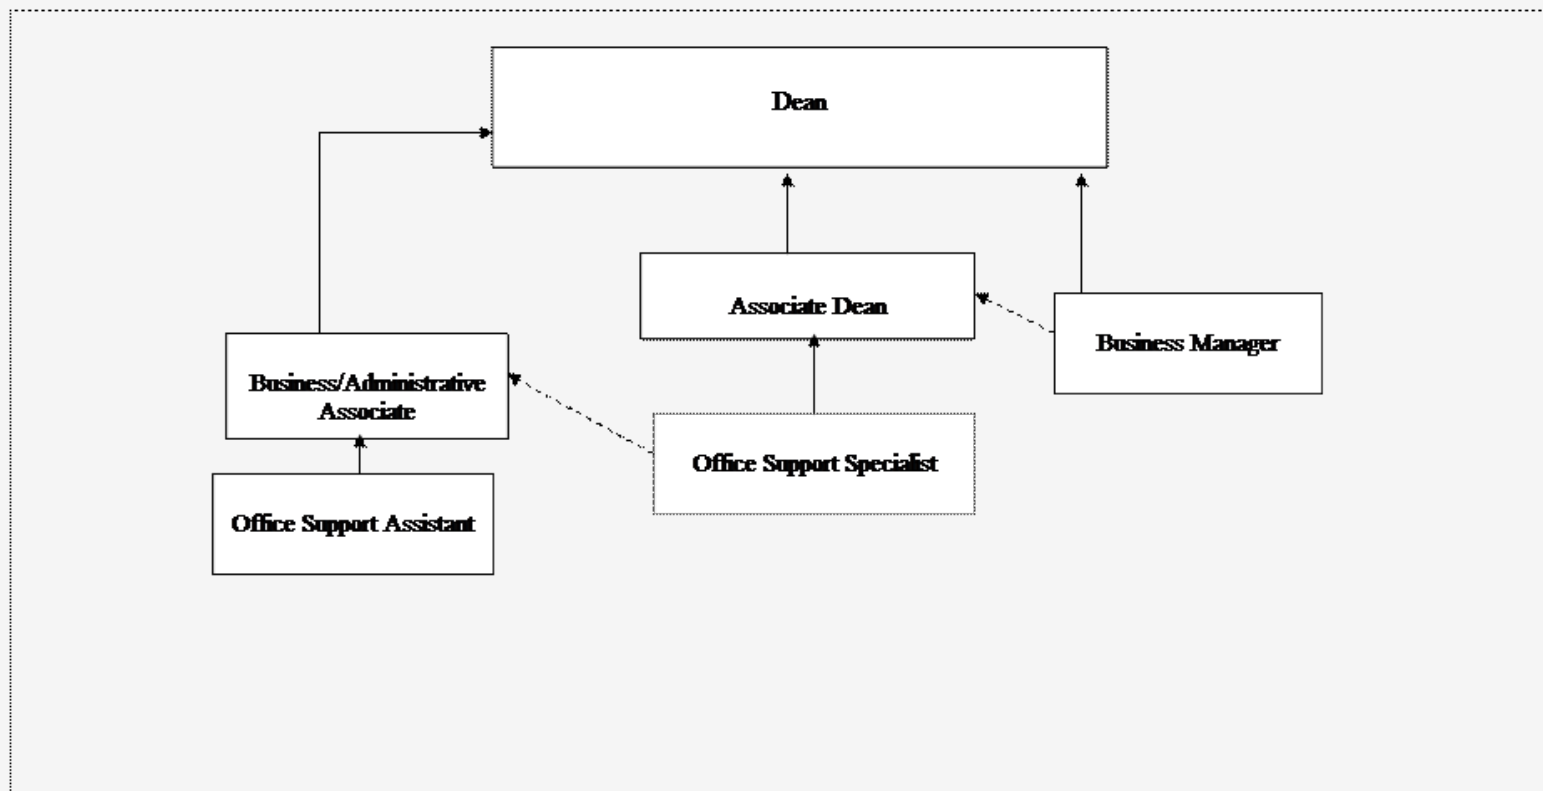 Dean
Associate Dean
Business Manager
Business/Administrative
Associate
Office Support Specialist
Office Support Assistant